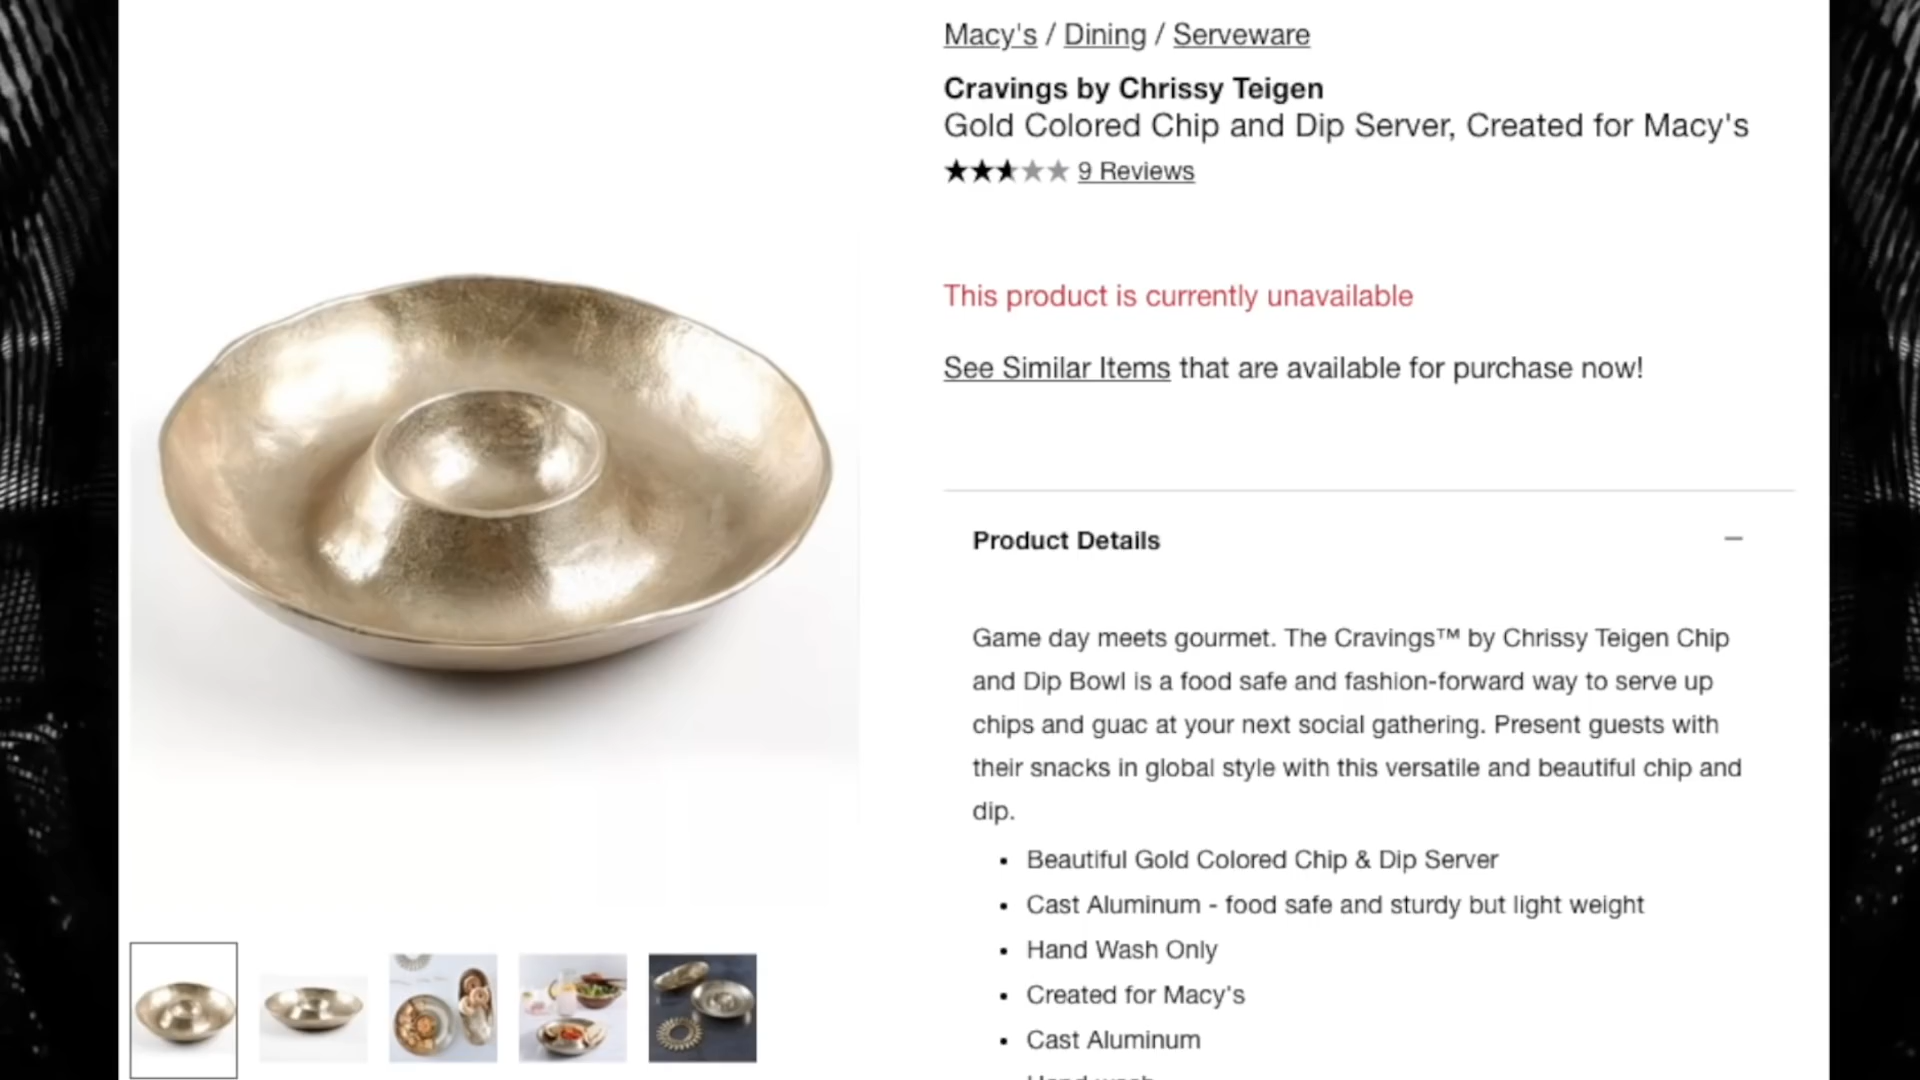 Macy's / Dining / Serveware
Cravings by Chrissy Teigen
Gold Colored Chip and Dip Server, Created for Macy's
9 Reviews
This product is currently unavailable
See Similar Items that are available for purchase now!
Product Details
Game day meets gourmet. The Cravings™ by Chrissy Teigen Chip
and Dip Bowl is a food safe and fashion-forward way to serve up
chips and guac at your next social gathering. Present guests with
their snacks in global style with this versatile and beautiful chip and
dip.
• Beautiful Gold Colored Chip & Dip Server
• Cast Aluminum - food safe and sturdy but light weight
• Hand Wash Only
• Created for Macy's
• Cast Aluminum